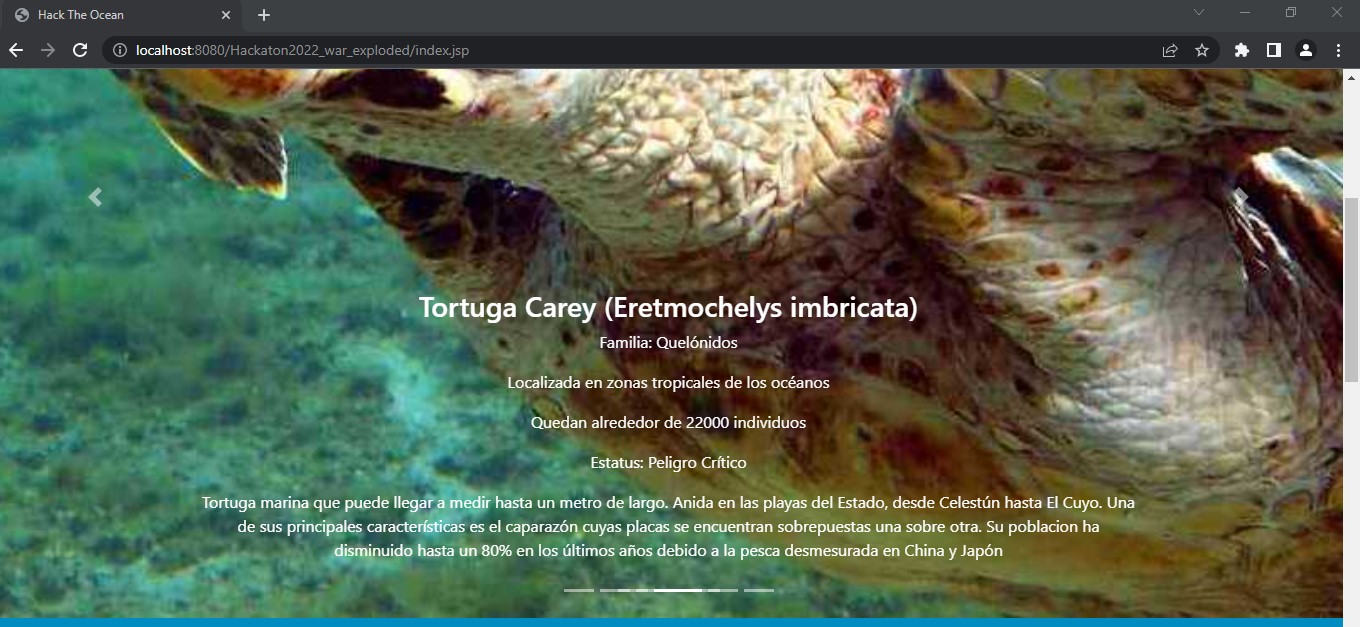 Hack The Ocean
localhost:8080/Hackaton2022_war_exploded/index.jsp
Tortuga Carey (Eretmochelys imbricata)
Familia: Quelónidos
Localizada en zonas tropicales de los océanos
Quedan alrededor de 22000 individuos
Estatus: Peligro Crítico
Tortuga marina que puede llegar a medir hasta un metro de largo. Anida en las playas del Estado, desde Celestún hasta El Cuyo. Una
de sus principales características es el caparazón cuyas placas se encuentran sobrepuestas una sobre otra. Su poblacion ha
disminuido hasta un 80% en los últimos años debido a la pesca desmesurada en China y Japón